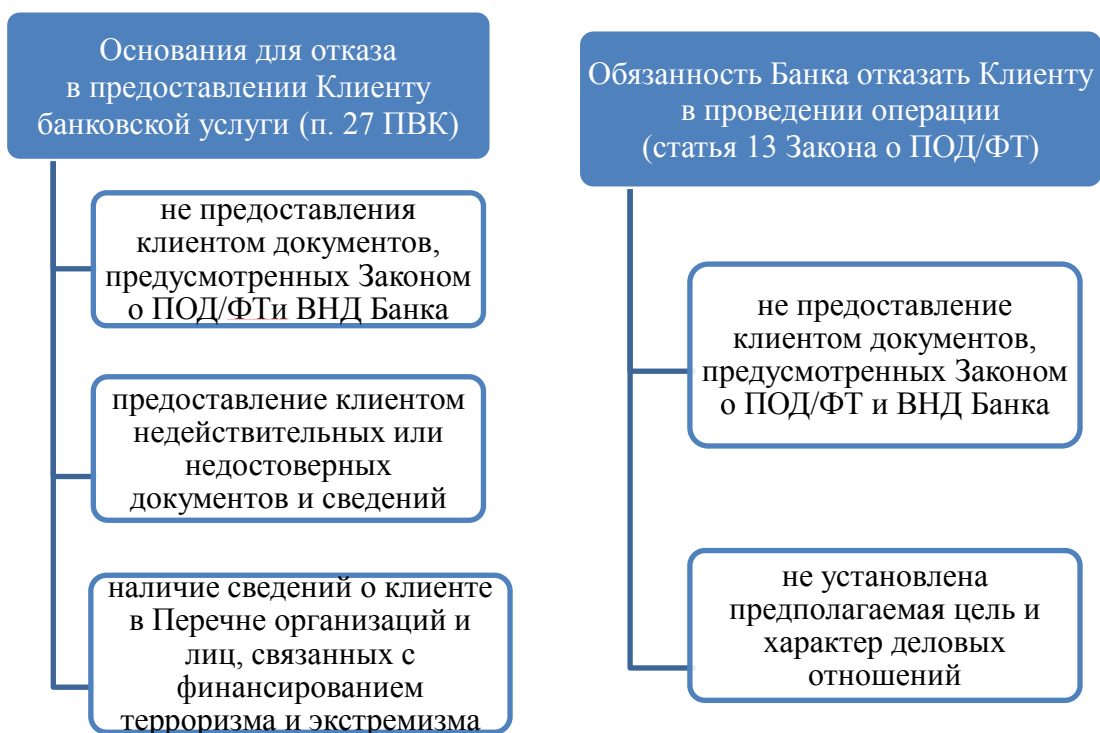 Основания для отказа
в предоставлении Клиенту
банковской услуги (п. 27 ПВК)
не предоставления
клиентом документов,
предусмотренных Законом
о ПОД/ФТи ВНД Банка
предоставление клиентом
недействительных или
недостоверных
документов и сведений
наличие сведений о клиенте
в Перечне организаций и
лиц, связанных с
финансированием
терроризма и экстремизма
Обязанность Банка отказать Клиенту
в проведении операции
(статья 13 Закона о ПОД/ФТ)
не предоставление
клиентом документов,
предусмотренных Законом
о ПОД/ФТ и ВНД Банка
не установлена
предполагаемая цель и
характер деловых
отношений